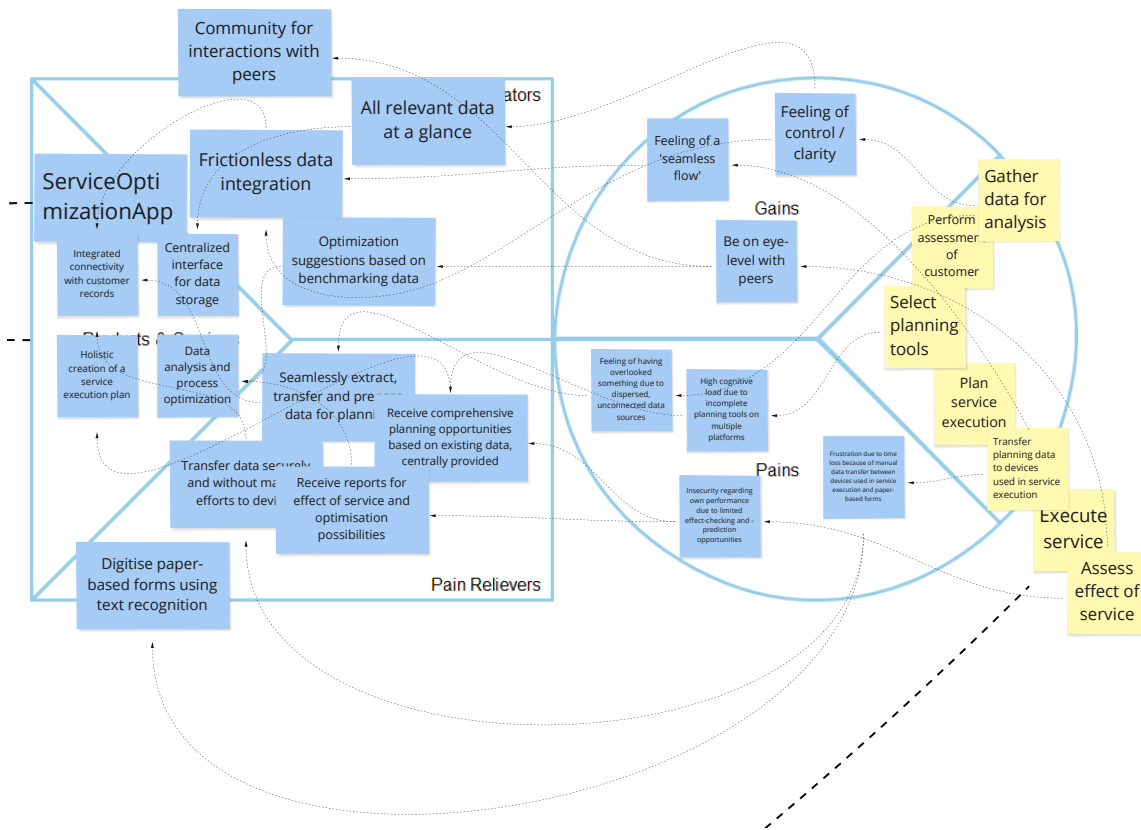 Community for
interactions with
peers
ators
All relevant data
at a glance
Frictionless data
integration
ServiceOpti
mizationApp
Integrated
connectivity
with customer
records
Centralized
interface
for data
storage
Optimization
suggestions based on
benchmarking data
Holistic
creation of a
service
execution plan
Data
analysis and
process
optimization
Seamlessly extract,
transfer and
data for
Receive comprehensive
planning opportunities
based on existing data,
centrally provided
Transfer data securely
and without
efforts to
Receive reports for
effect of service and
optimisation
possibilities
Digitise paper-
based forms using
text recognition
Pain Relievers
Feeling of a
'seamless
flow'
Feeling of
control /
clarity
Gains
Be on eye-
level with
peers
Gather
data for
analysis
Perform
assessment
of
customer
Select
planning
tools
Plan
service
execution
Transfer
planning data
to devices
used in service
execution
Execute
service
Assess
effect of
service
Feeling of having
overlooked
something due to
dispersed,
unconnected data
sources
High cognitive
load due to
incomplete
planning tools on
multiple
platforms
Pains
Frustration due to time
loss because of manual
data transfer between
devices used in service
execution and paper-
based forms
Insecurity regarding
own performance
due to limited
effect-checking and -
prediction
opportunities